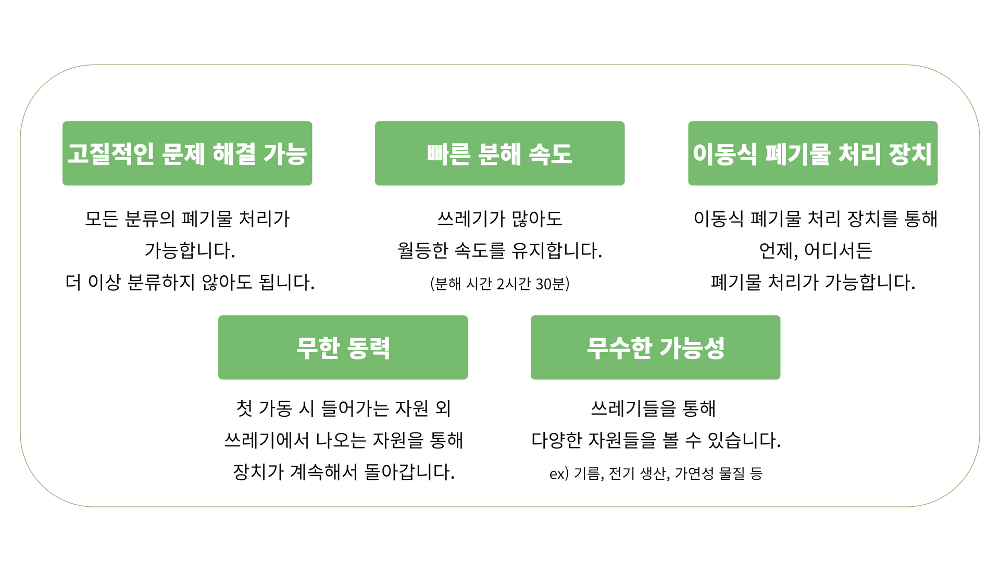 고질적인 문제 해결 가능
모든 분류의 폐기물 처리가
가능합니다.
더 이상 분류하지 않아도 됩니다.
빠른 분해 속도
쓰레기가 많아도
월등한 속도를 유지합니다.
(분해 시간 2시간 30분)
이동식 폐기물 처리 장치
이동식 폐기물 처리 장치를 통해
언제, 어디서든
폐기물 처리가 가능합니다.
무한 동력
첫 가동 시 들어가는 자원 외
쓰레기에서 나오는 자원을 통해
장치가 계속해서 돌아갑니다.
무수한 가능성
쓰레기들을 통해
다양한 자원들을 볼 수 있습니다.
ex) 기름, 전기 생산, 가연성 물질 등